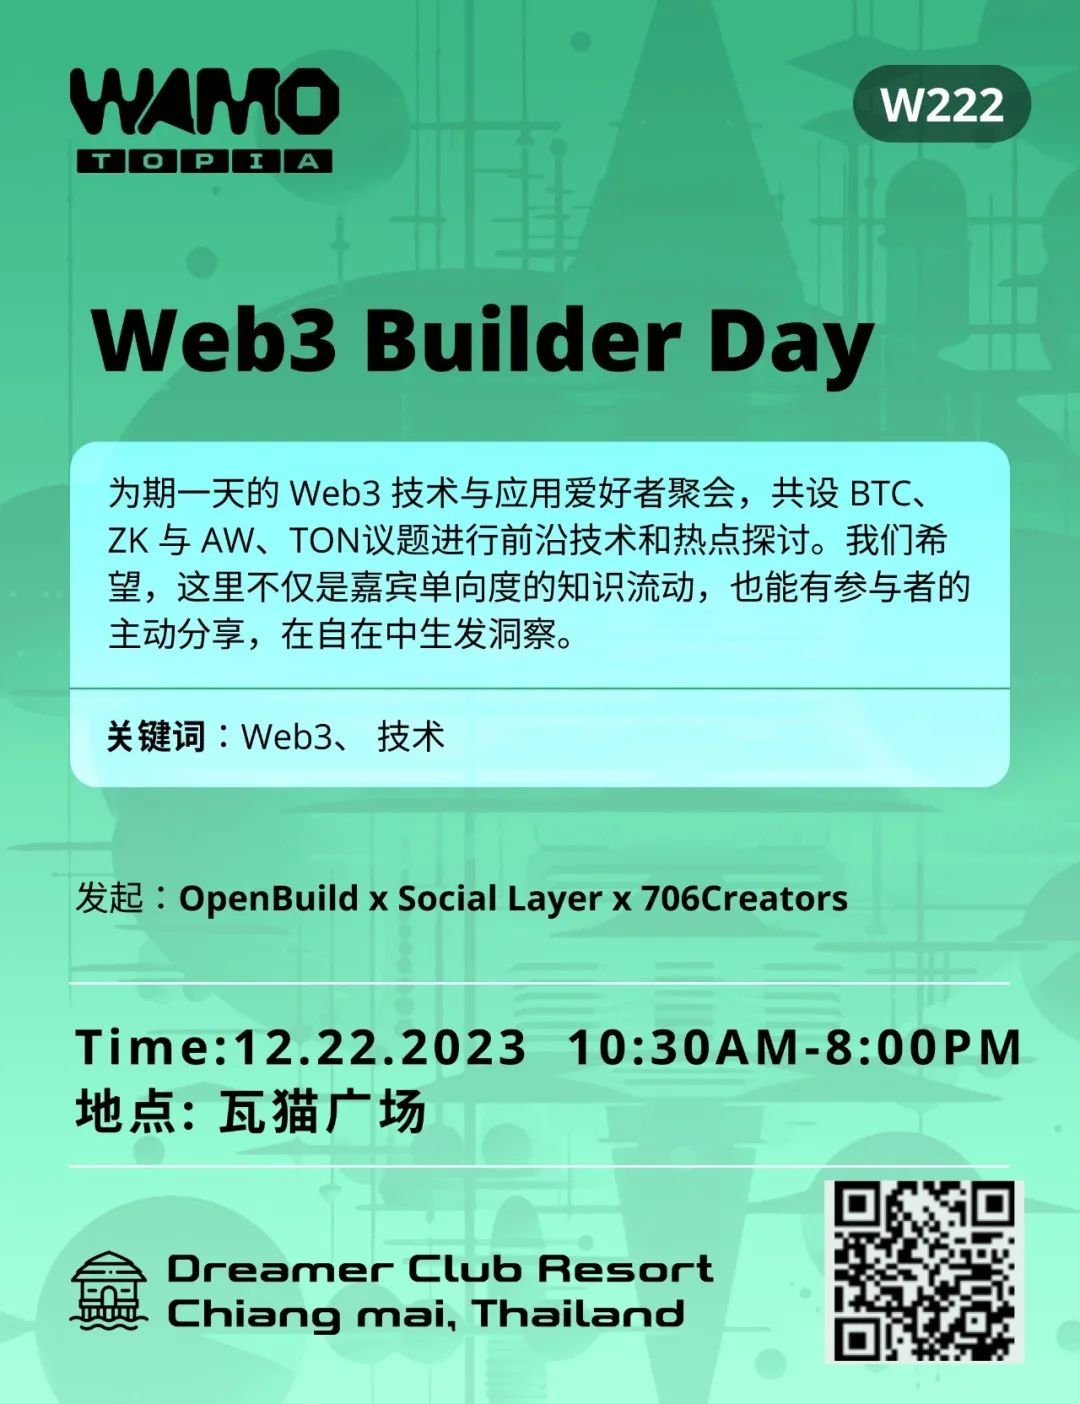 WAMO
TOPIA
W222
Web3 Builder Day
为期一天的 Web3 技术与应用爱好者聚会，共设 BTC、
ZK 与 AW、TON议题进行前沿技术和热点探讨。我们希
望，这里不仅是嘉宾单向度的知识流动，也能有参与者的
主动分享，在自在中生发洞察。
关键词：Web3、 技术
发起：OpenBuild x Social Layer x 706Creators
Time:12.22.2023 10:30AM-8:00PM
地点: 瓦猫广场
Dreamer Club Resort
Chiang mai, Thailand